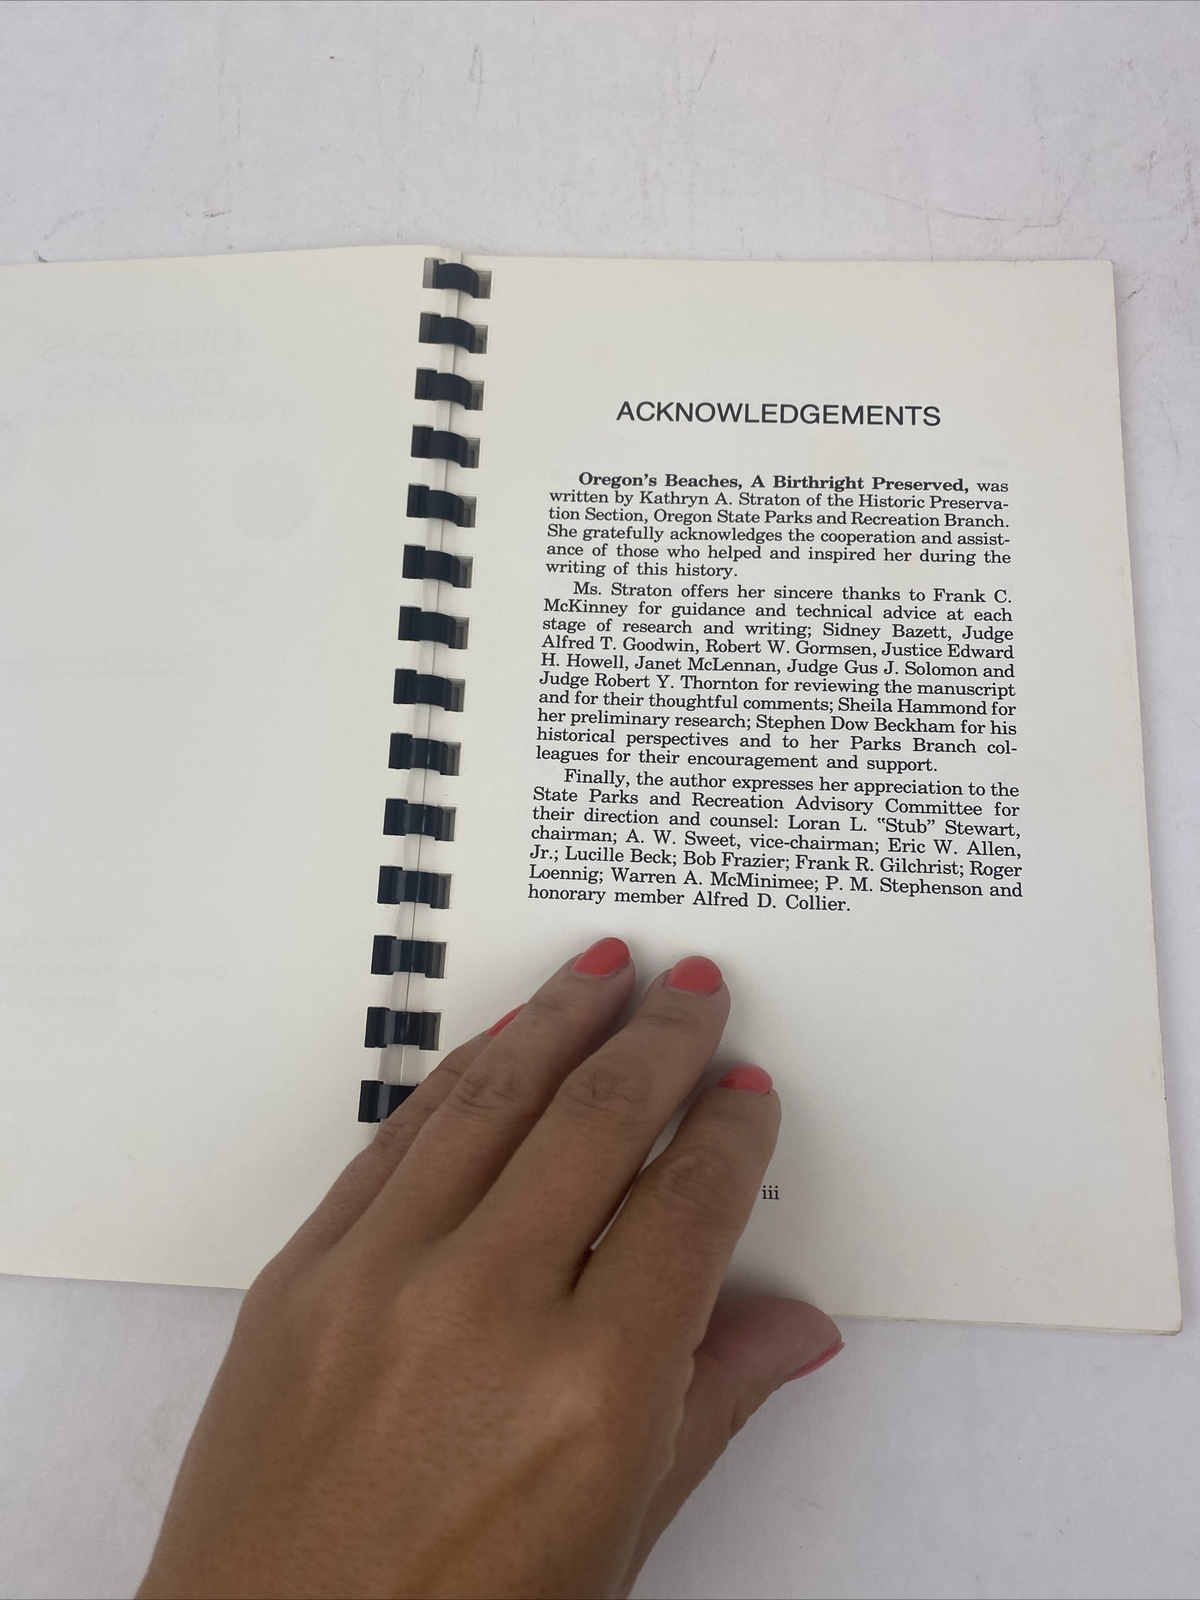 ACKNOWLEDGEMENTS
Oregon's Beaches, A Birthright Preserved, was
written by Kathryn A. Straton of the Historic Preserva-
tion Section, Oregon State Parks and Recreation Branch.
She gratefully acknowledges the cooperation and assist-
ance of those who helped and inspired her during the
writing of this history.
Ms. Straton offers her sincere thanks to Frank C.
McKinney for guidance and technical advice at each
stage of research and writing; Sidney Bazett, Judge
Alfred T. Goodwin, Robert W. Gormsen, Justice Edward
H. Howell, Janet McLennan, Judge Gus J. Solomon and
Judge Robert Y. Thornton for reviewing the manuscript
and for their thoughtful comments; Sheila Hammond for
her preliminary research; Stephen Dow Beckham for his
historical perspectives and to her Parks Branch col-
leagues for their encouragement and support.
Finally, the author expresses her appreciation to the
State Parks and Recreation Advisory Committee for
their direction and counsel: Loran L. "Stub" Stewart,
chairman; A. W. Sweet, vice-chairman; Eric W. Allen,
Jr.; Lucille Beck; Bob Frazier; Frank R. Gilchrist; Roger
Loennig; Warren A. McMinimee; P. M. Stephenson and
honorary member Alfred D. Collier.
iii